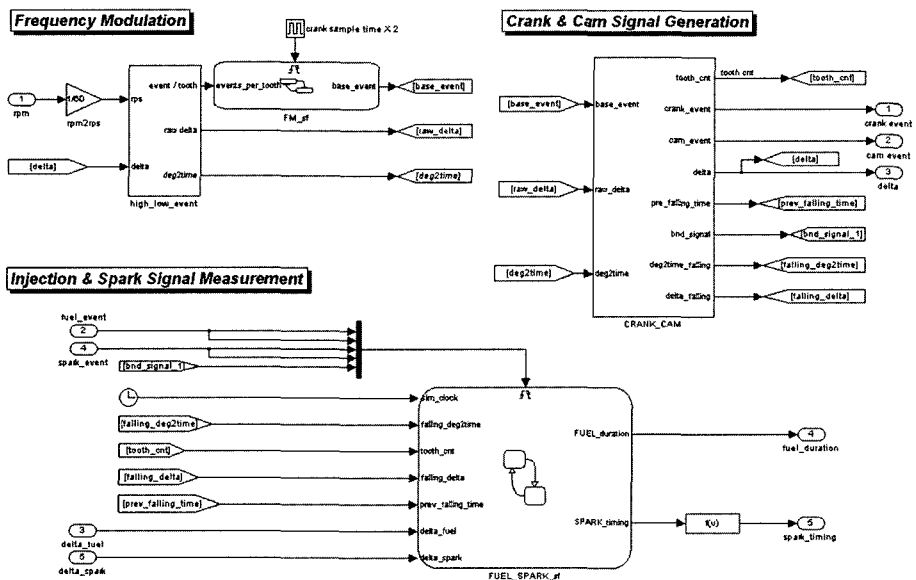 Frequency Modulation
crank sample time X 2
1
rpm
1/60
rpm2rps
rps
event / tooth
raw delta
[delta]
delta
deg2time
high_low_event
events_per_tooth
base_event
FM_sf
[base_event]
[raw_delta]
[deg2time]
Crank & Cam Signal Generation
[base_event]
base_event
[raw_delta]
raw_delta
[deg2time]
deg2time
tooth_cnt
tooth cnt
[tooth_cnt]
crank_event
1
crank event
cam_event
2
cam event
delta
[delta]
3
delta
pre_falling_time
[prev_falling_time]
bnd_signal
[bnd_signal_1]
deg2time_falling
[falling_deg2time]
delta_falling
[falling_delta]
CRANK_CAM
Injection & Spark Signal Measurement
fuel_event
2
4
spark_event
[bnd_signal_1]
sim_clock
[falling_deg2time]
falling_deg2time
[tooth_cnt]
tooth_cnt
[falling_delta]
falling_delta
[prev_falling_time]
prev_falling_time
3
delta_fuel
delta_fuel
5
delta_spark
delta_spark
FUEL_duration
4
fuel_duration
SPARK_timing
f(u)
5
spark_timing
FUEL_SPARK_sf